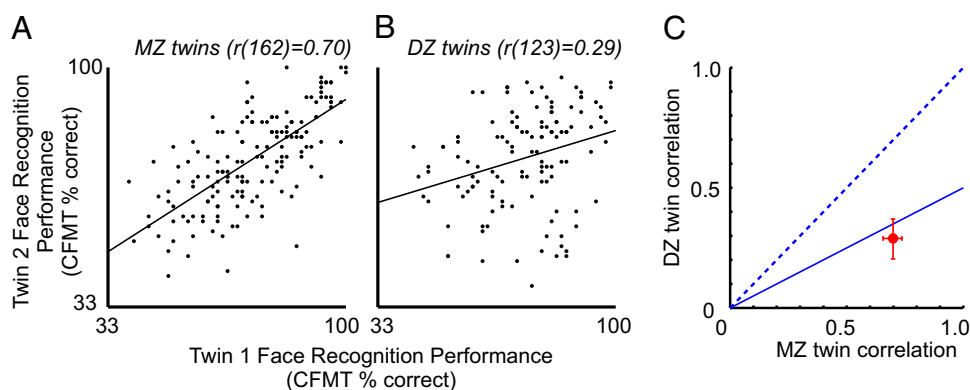 A
B
C
MZ twins (r(162)=0.70)
DZ twins (r(123)=0.29)
Twin 2 Face Recognition
Performance
(CFMT % correct)
100
33
33
100
33
100
Twin 1 Face Recognition Performance
(CFMT % correct)
DZ twin correlation
1.0
0.5
0
0
0.5
1.0
MZ twin correlation